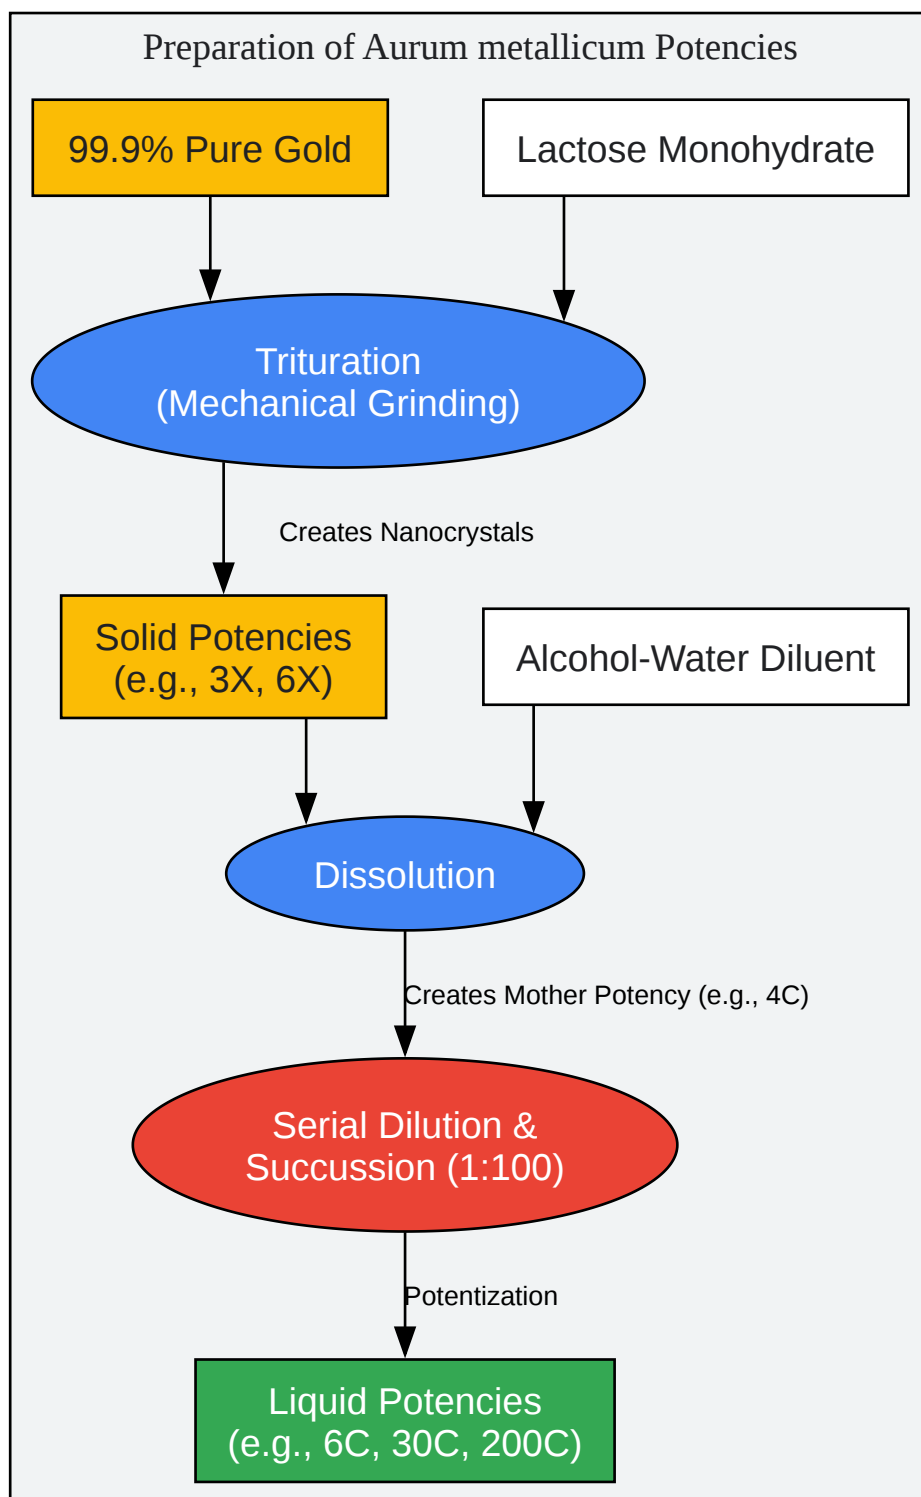 Preparation of Aurum metallicum Potencies
99.9% Pure Gold
Lactose Monohydrate
Trituration
(Mechanical Grinding)
Creates Nanocrystals
Solid Potencies
(e.g., 3X, 6X)
Alcohol-Water Diluent
Dissolution
Creates Mother Potency (e.g., 4C)
Serial Dilution &
Succussion (1:100)
Potentization
Liquid Potencies
(e.g., 6C, 30C, 200C)